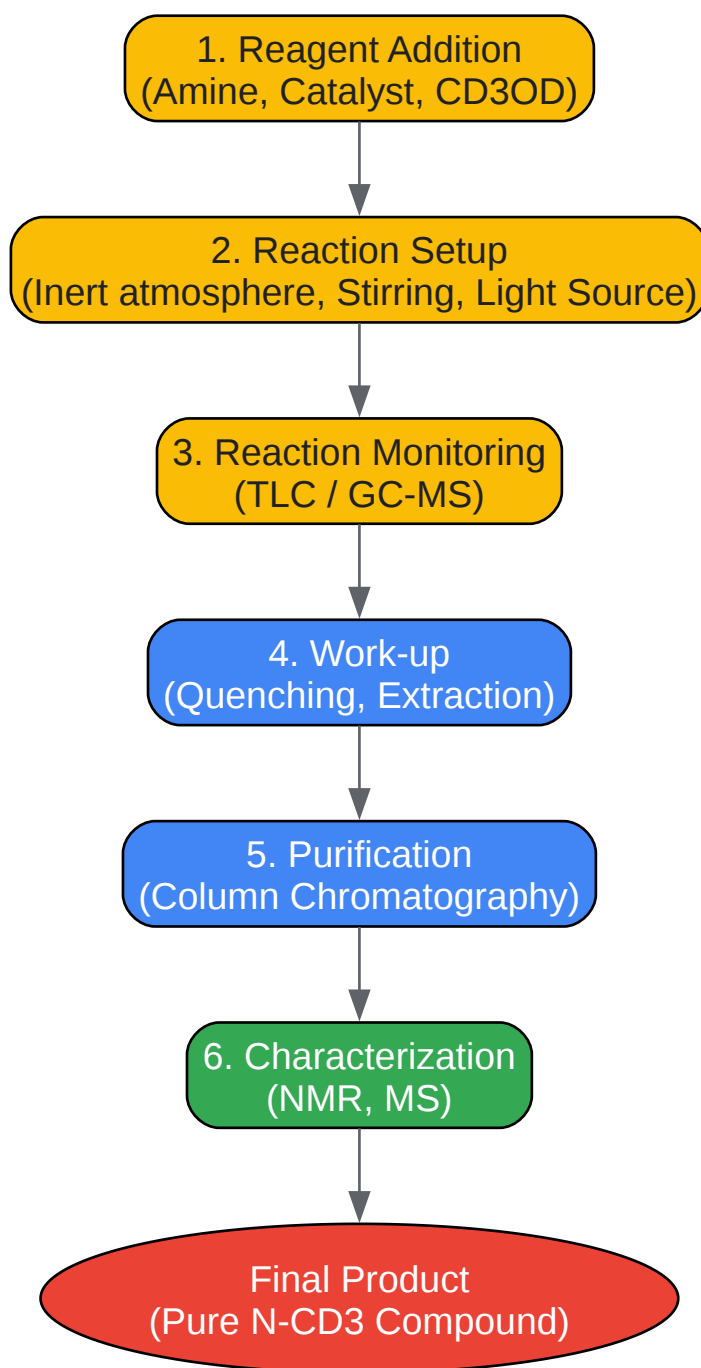 1. Reagent Addition
(Amine, Catalyst, CD3OD)
2. Reaction Setup
(Inert atmosphere, Stirring, Light Source)
3. Reaction Monitoring
(TLC / GC-MS)
4. Work-up
(Quenching, Extraction)
5. Purification
(Column Chromatography)
6. Characterization
(NMR, MS)
Final Product
(Pure N-CD3 Compound)